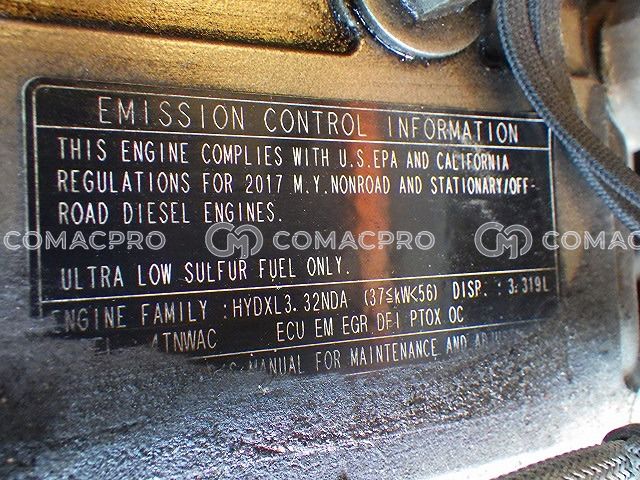 EMISSION CONTROL INFORMATION
THIS ENGINE COMPLIES WITH U.S.EPA AND CALIFORNIA
REGULATIONS FOR 2017 M.Y.NONROAD AND STATIONARY/OFF-
ROAD DIESEL ENGINES.
COMACPRO COMACPRO COMACPRO
ULTRA LOW SULFUR FUEL ONLY.
ENGINE FAMILY :HYDXL3.32NDA (37≦kW<56) DISP.:3.319L
4TNWAC ECU EM EGR DFI PTOX OC
MANUAL FOR MAINTENANCE AND